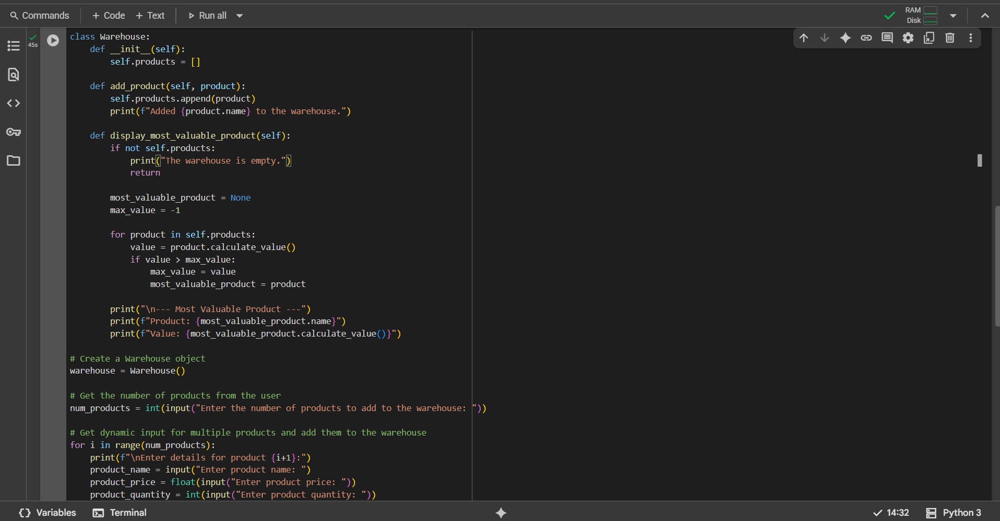 Commands + Code + Text Run all RAM Disk
45s
class Warehouse:
    def __init__(self):
        self.products = []

    def add_product(self, product):
        self.products.append(product)
        print(f"Added {product.name} to the warehouse.")

    def display_most_valuable_product(self):
        if not self.products:
            print("The warehouse is empty.")
            return

        most_valuable_product = None
        max_value = -1

        for product in self.products:
            value = product.calculate_value()
            if value > max_value:
                max_value = value
                most_valuable_product = product

        print("\n--- Most Valuable Product ---")
        print(f"Product: {most_valuable_product.name}")
        print(f"Value: {most_valuable_product.calculate_value()}")

# Create a Warehouse object
warehouse = Warehouse()

# Get the number of products from the user
num_products = int(input("Enter the number of products to add to the warehouse: "))

# Get dynamic input for multiple products and add them to the warehouse
for i in range(num_products):
    print(f"\nEnter details for product {i+1}:")
    product_name = input("Enter product name: ")
    product_price = float(input("Enter product price: "))
    product_quantity = int(input("Enter product quantity: "))
Variables Terminal 14:32 Python 3